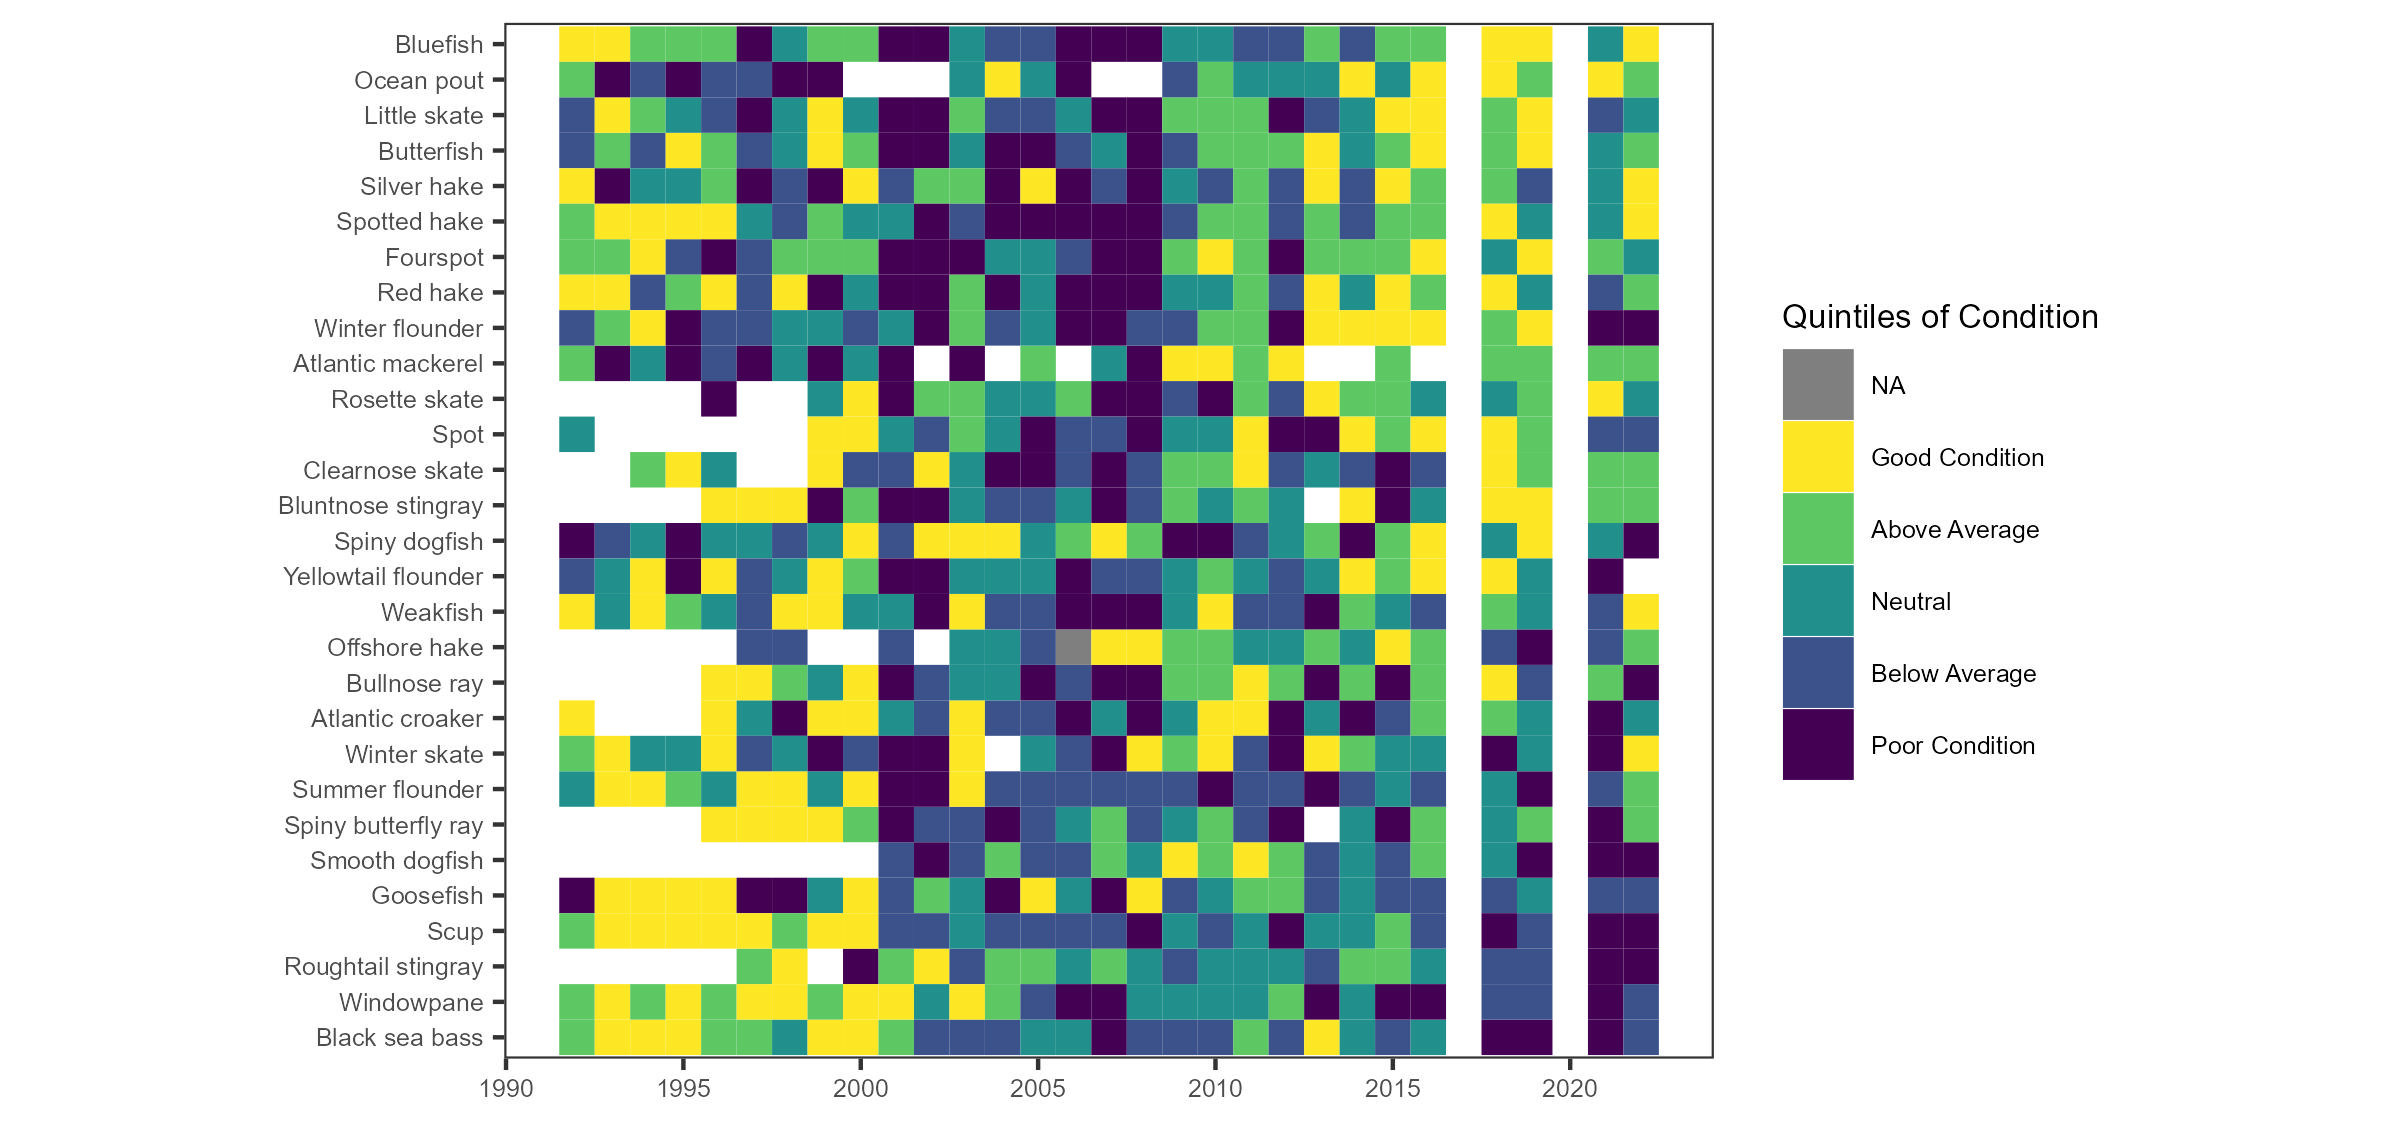 Bluefish
Ocean pout
Little skate
Butterfish
Silver hake
Spotted hake
Fourspot
Red hake
Winter flounder
Atlantic mackerel
Rosette skate
Spot
Clearnose skate
Bluntnose stingray
Spiny dogfish
Yellowtail flounder
Weakfish
Offshore hake
Bullnose ray
Atlantic croaker
Winter skate
Summer flounder
Spiny butterfly ray
Smooth dogfish
Goosefish
Scup
Roughtail stingray
Windowpane
Black sea bass
1990 1995 2000 2005 2010 2015 2020
Quintiles of Condition
NA
Good Condition
Above Average
Neutral
Below Average
Poor Condition